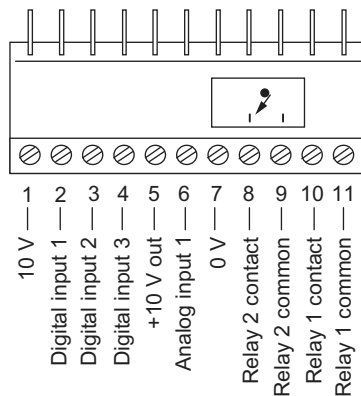 1 2 3 4 5 6 7 8 9 10 11
10 V
Digital input 1
Digital input 2
Digital input 3
+10 V out
Analog input 1
0 V
Relay 2 contact
Relay 2 common
Relay 1 contact
Relay 1 common